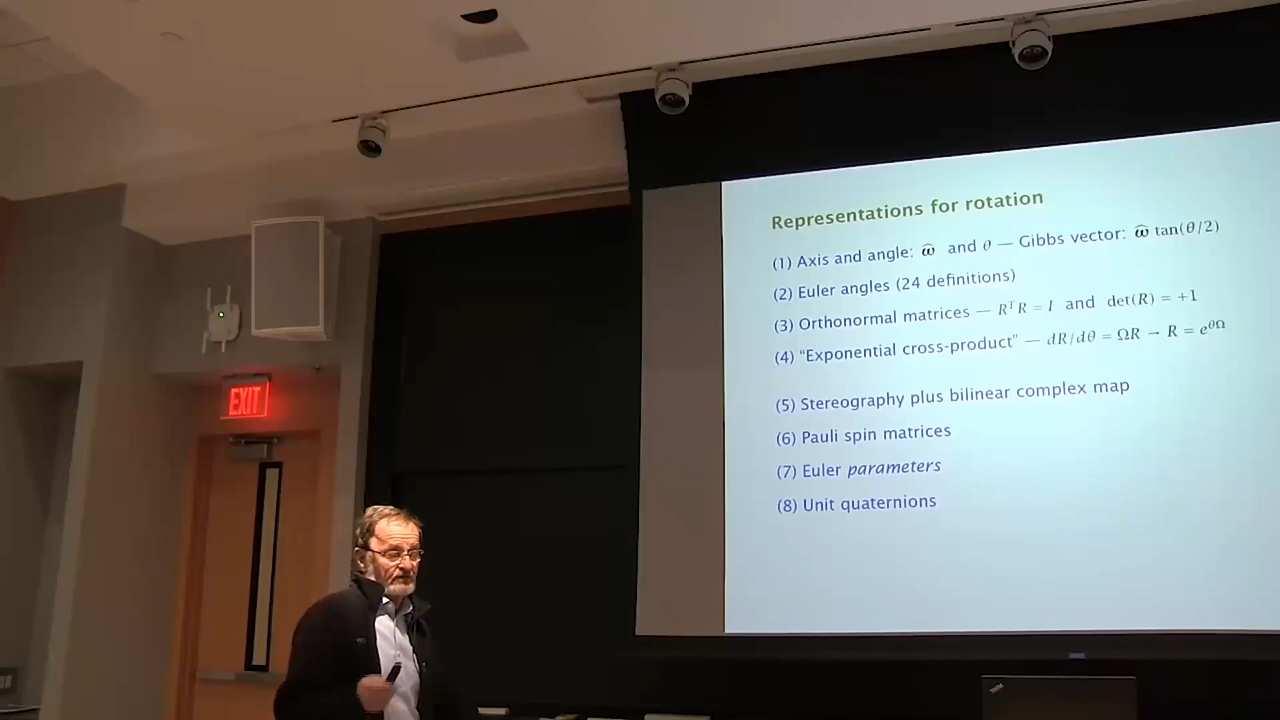 EXIT
Representations for rotation
(1) Axis and angle: ω̂ and θ — Gibbs vector: ω̂ tan(θ/2)
(2) Euler angles (24 definitions)
(3) Orthonormal matrices — RᵀR = I and det(R) = +1
(4) "Exponential cross-product" — dR/dθ = ΩR — R = e^{θΩ}
(5) Stereography plus bilinear complex map
(6) Pauli spin matrices
(7) Euler parameters
(8) Unit quaternions